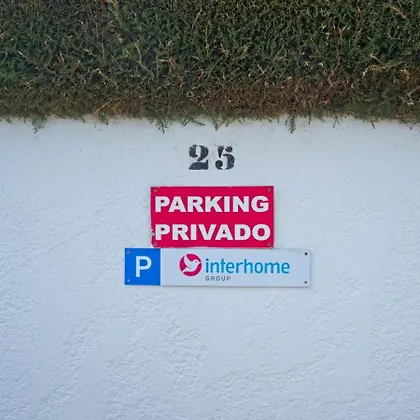 25
PARKING
PRIVADO
P interhome
GROUP